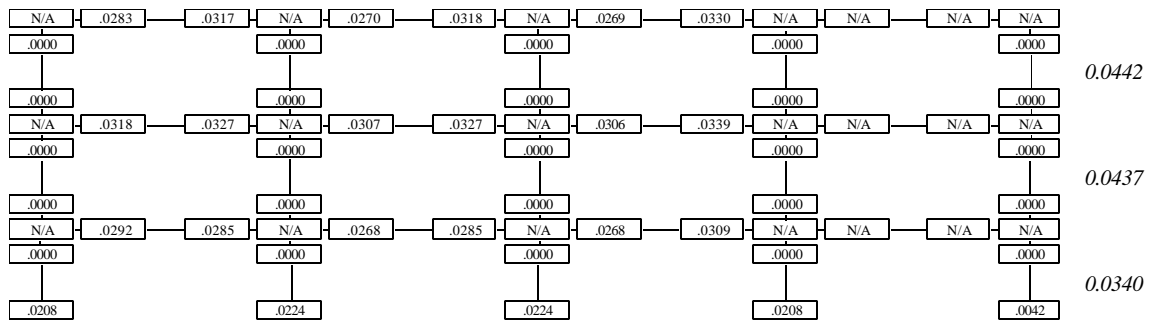 N/A .0283 .0317 N/A .0270 .0318 N/A .0269 .0330 N/A N/A N/A N/A
.0000 .0000 .0000 .0000 .0000
0.0442
.0000 .0000 .0000 .0000 .0000
N/A .0318 .0327 N/A .0307 .0327 N/A .0306 .0339 N/A N/A N/A N/A
.0000 .0000 .0000 .0000 .0000
0.0437
.0000 .0000 .0000 .0000 .0000
N/A .0292 .0285 N/A .0268 .0285 N/A .0268 .0309 N/A N/A N/A N/A
.0000 .0000 .0000 .0000 .0000
0.0340
.0208 .0224 .0224 .0208 .0042